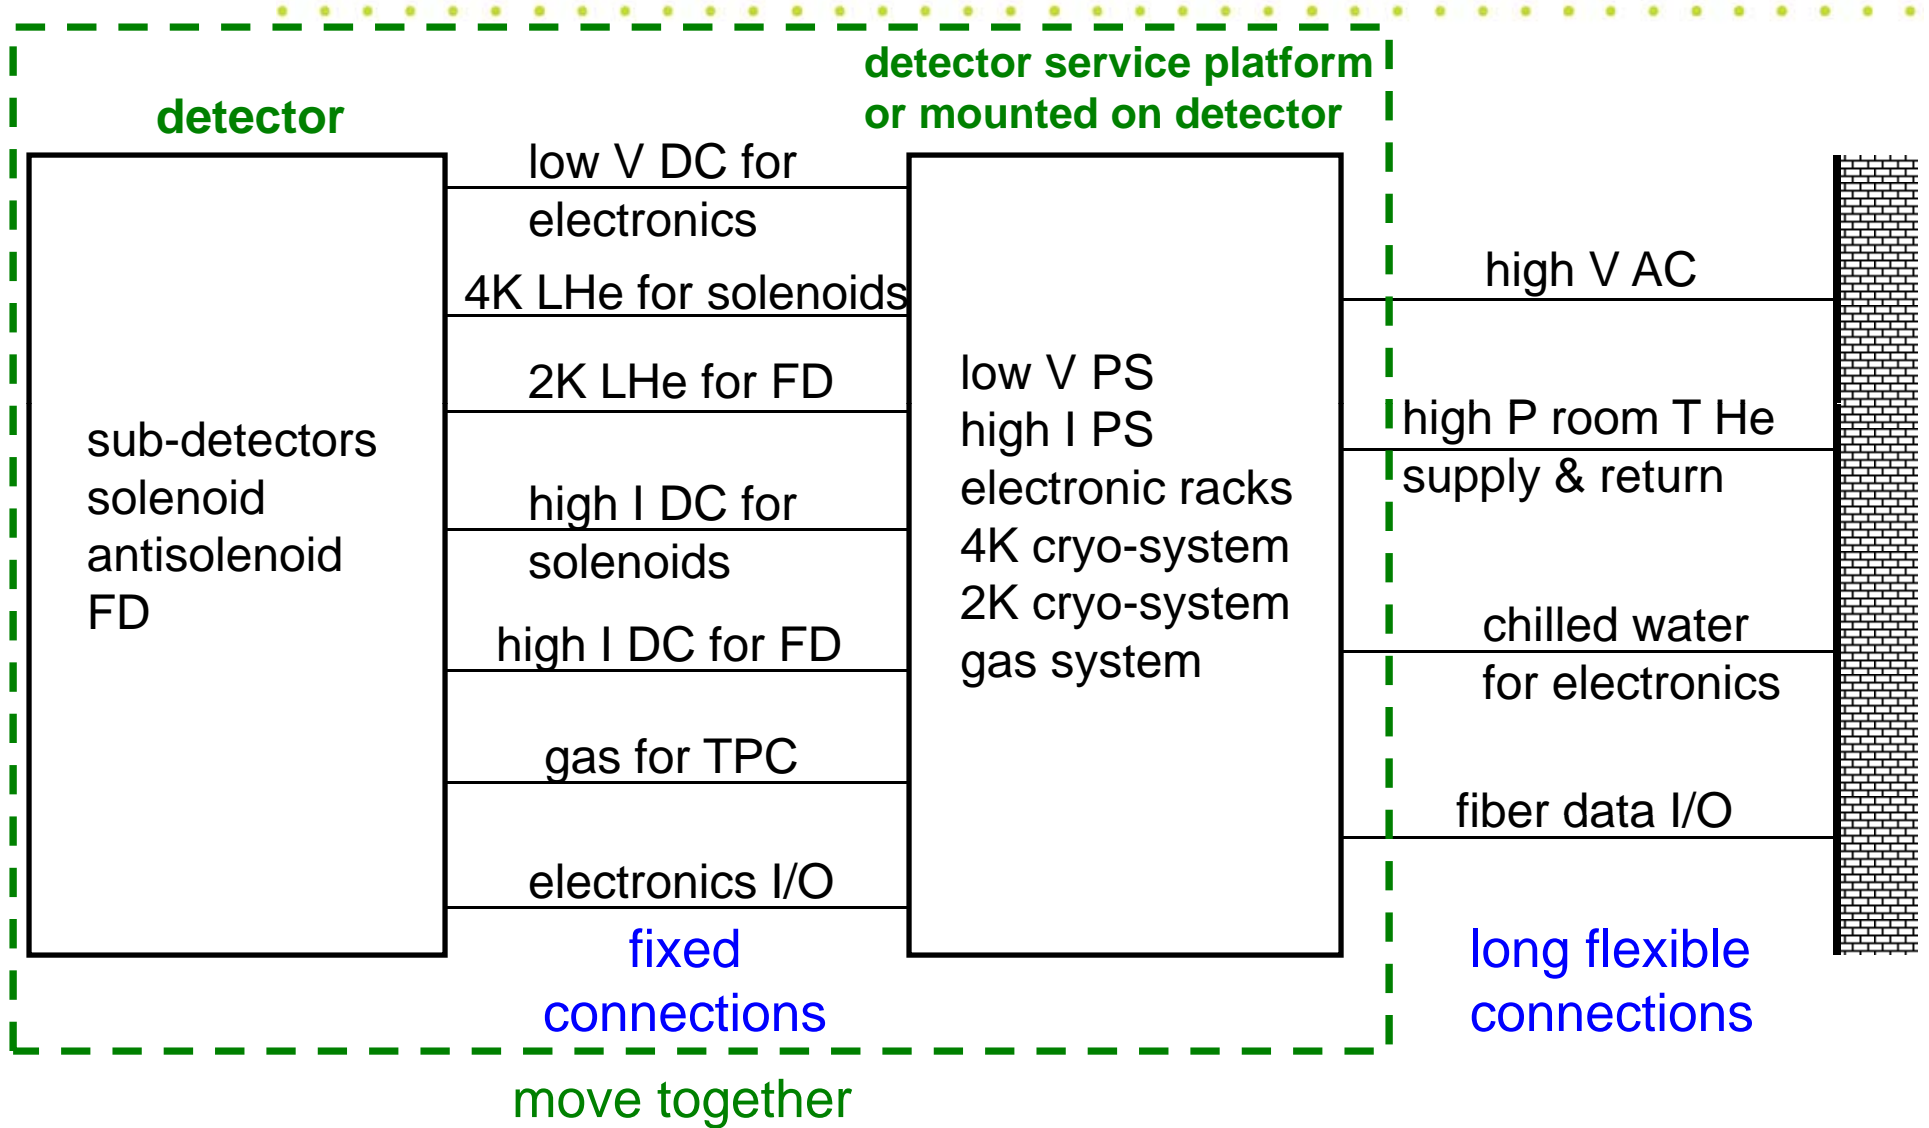 detector
detector service platform
or mounted on detector
low V DC for
electronics
4K LHe for solenoids
2K LHe for FD
high I DC for
solenoids
high I DC for FD
gas for TPC
electronics I/O
fixed
connections
sub-detectors
solenoid
antisolenoid
FD
low V PS
high I PS
electronic racks
4K cryo-system
2K cryo-system
gas system
high V AC
high P room T He
supply & return
chilled water
for electronics
fiber data I/O
long flexible
connections
move together